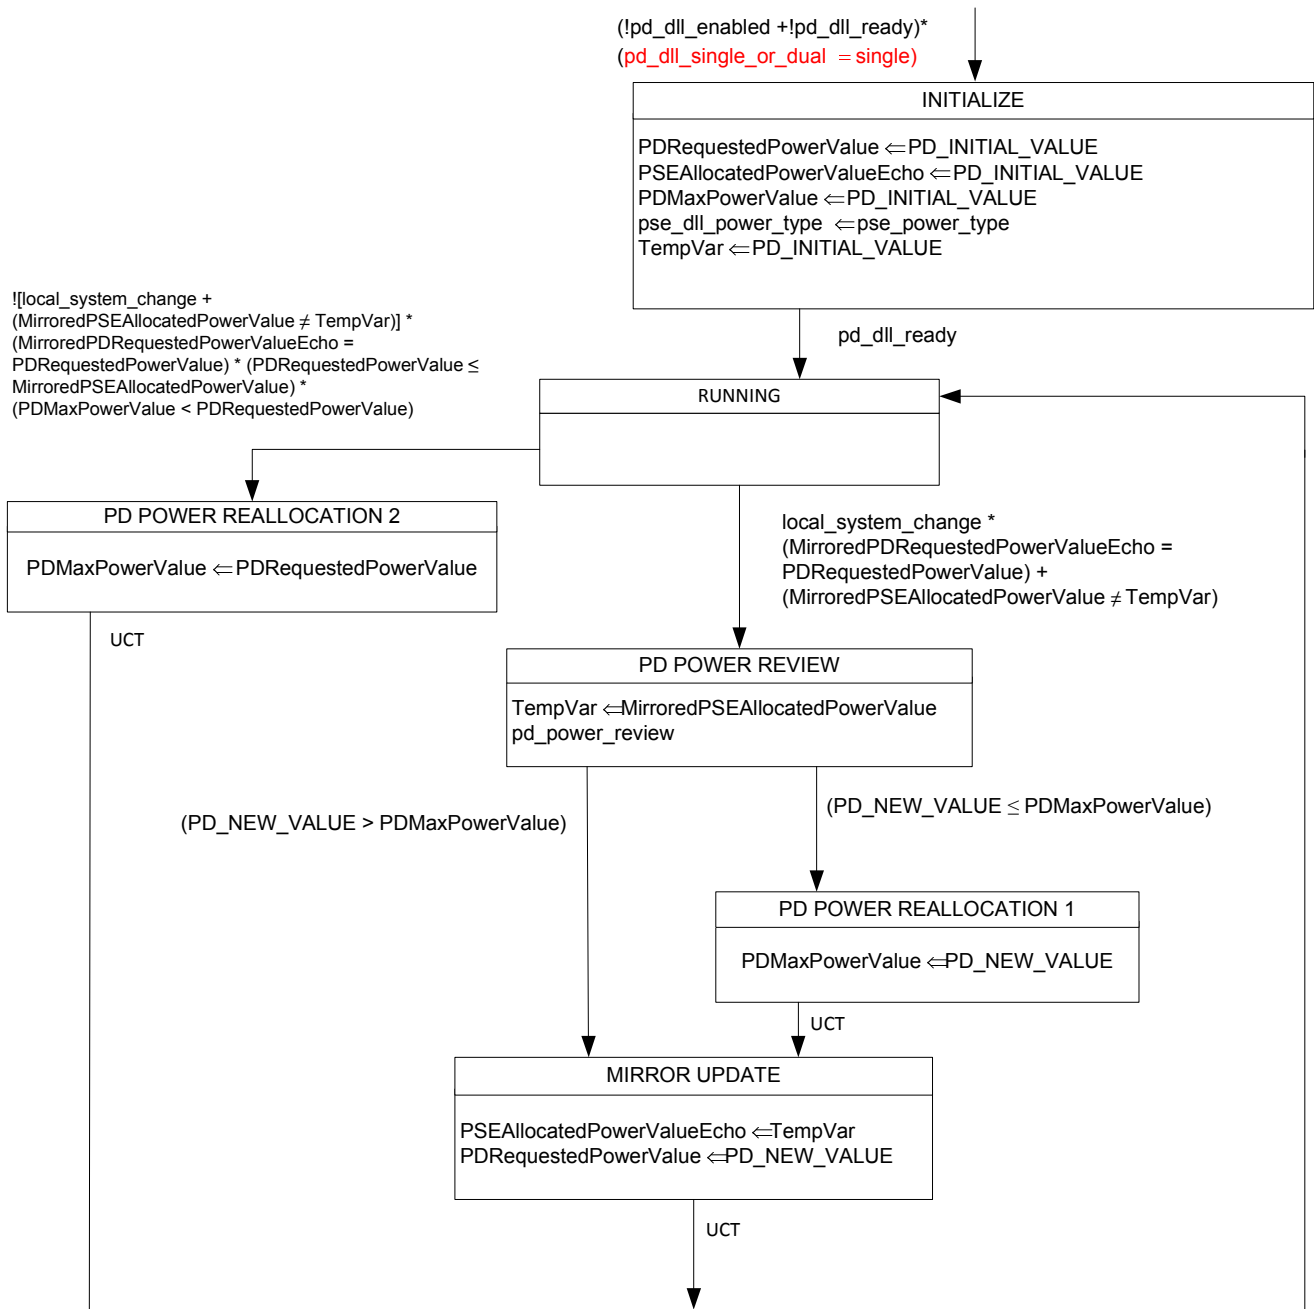 (!pd_dll_enabled +!pd_dll_ready)*
(pd_dll_single_or_dual = single)
INITIALIZE
PDRequestedPowerValue ⇐PD_INITIAL_VALUE
PSEAllocatedPowerValueEcho ⇐PD_INITIAL_VALUE
PDMaxPowerValue ⇐PD_INITIAL_VALUE
pse_dll_power_type ⇐pse_power_type
TempVar ⇐PD_INITIAL_VALUE
![local_system_change +
(MirroredPSEAllocatedPowerValue ≠ TempVar)] *
(MirroredPDRequestedPowerValueEcho =
PDRequestedPowerValue) * (PDRequestedPowerValue ≤
MirroredPSEAllocatedPowerValue) *
(PDMaxPowerValue < PDRequestedPowerValue)
pd_dll_ready
RUNNING
PD POWER REALLOCATION 2
PDMaxPowerValue ⇐PDRequestedPowerValue
UCT
local_system_change *
(MirroredPDRequestedPowerValueEcho =
PDRequestedPowerValue) +
(MirroredPSEAllocatedPowerValue ≠ TempVar)
PD POWER REVIEW
TempVar ⇐MirroredPSEAllocatedPowerValue
pd_power_review
(PD_NEW_VALUE > PDMaxPowerValue)
(PD_NEW_VALUE ≤ PDMaxPowerValue)
PD POWER REALLOCATION 1
PDMaxPowerValue ⇐PD_NEW_VALUE
UCT
MIRROR UPDATE
PSEAllocatedPowerValueEcho ⇐TempVar
PDRequestedPowerValue ⇐PD_NEW_VALUE
UCT